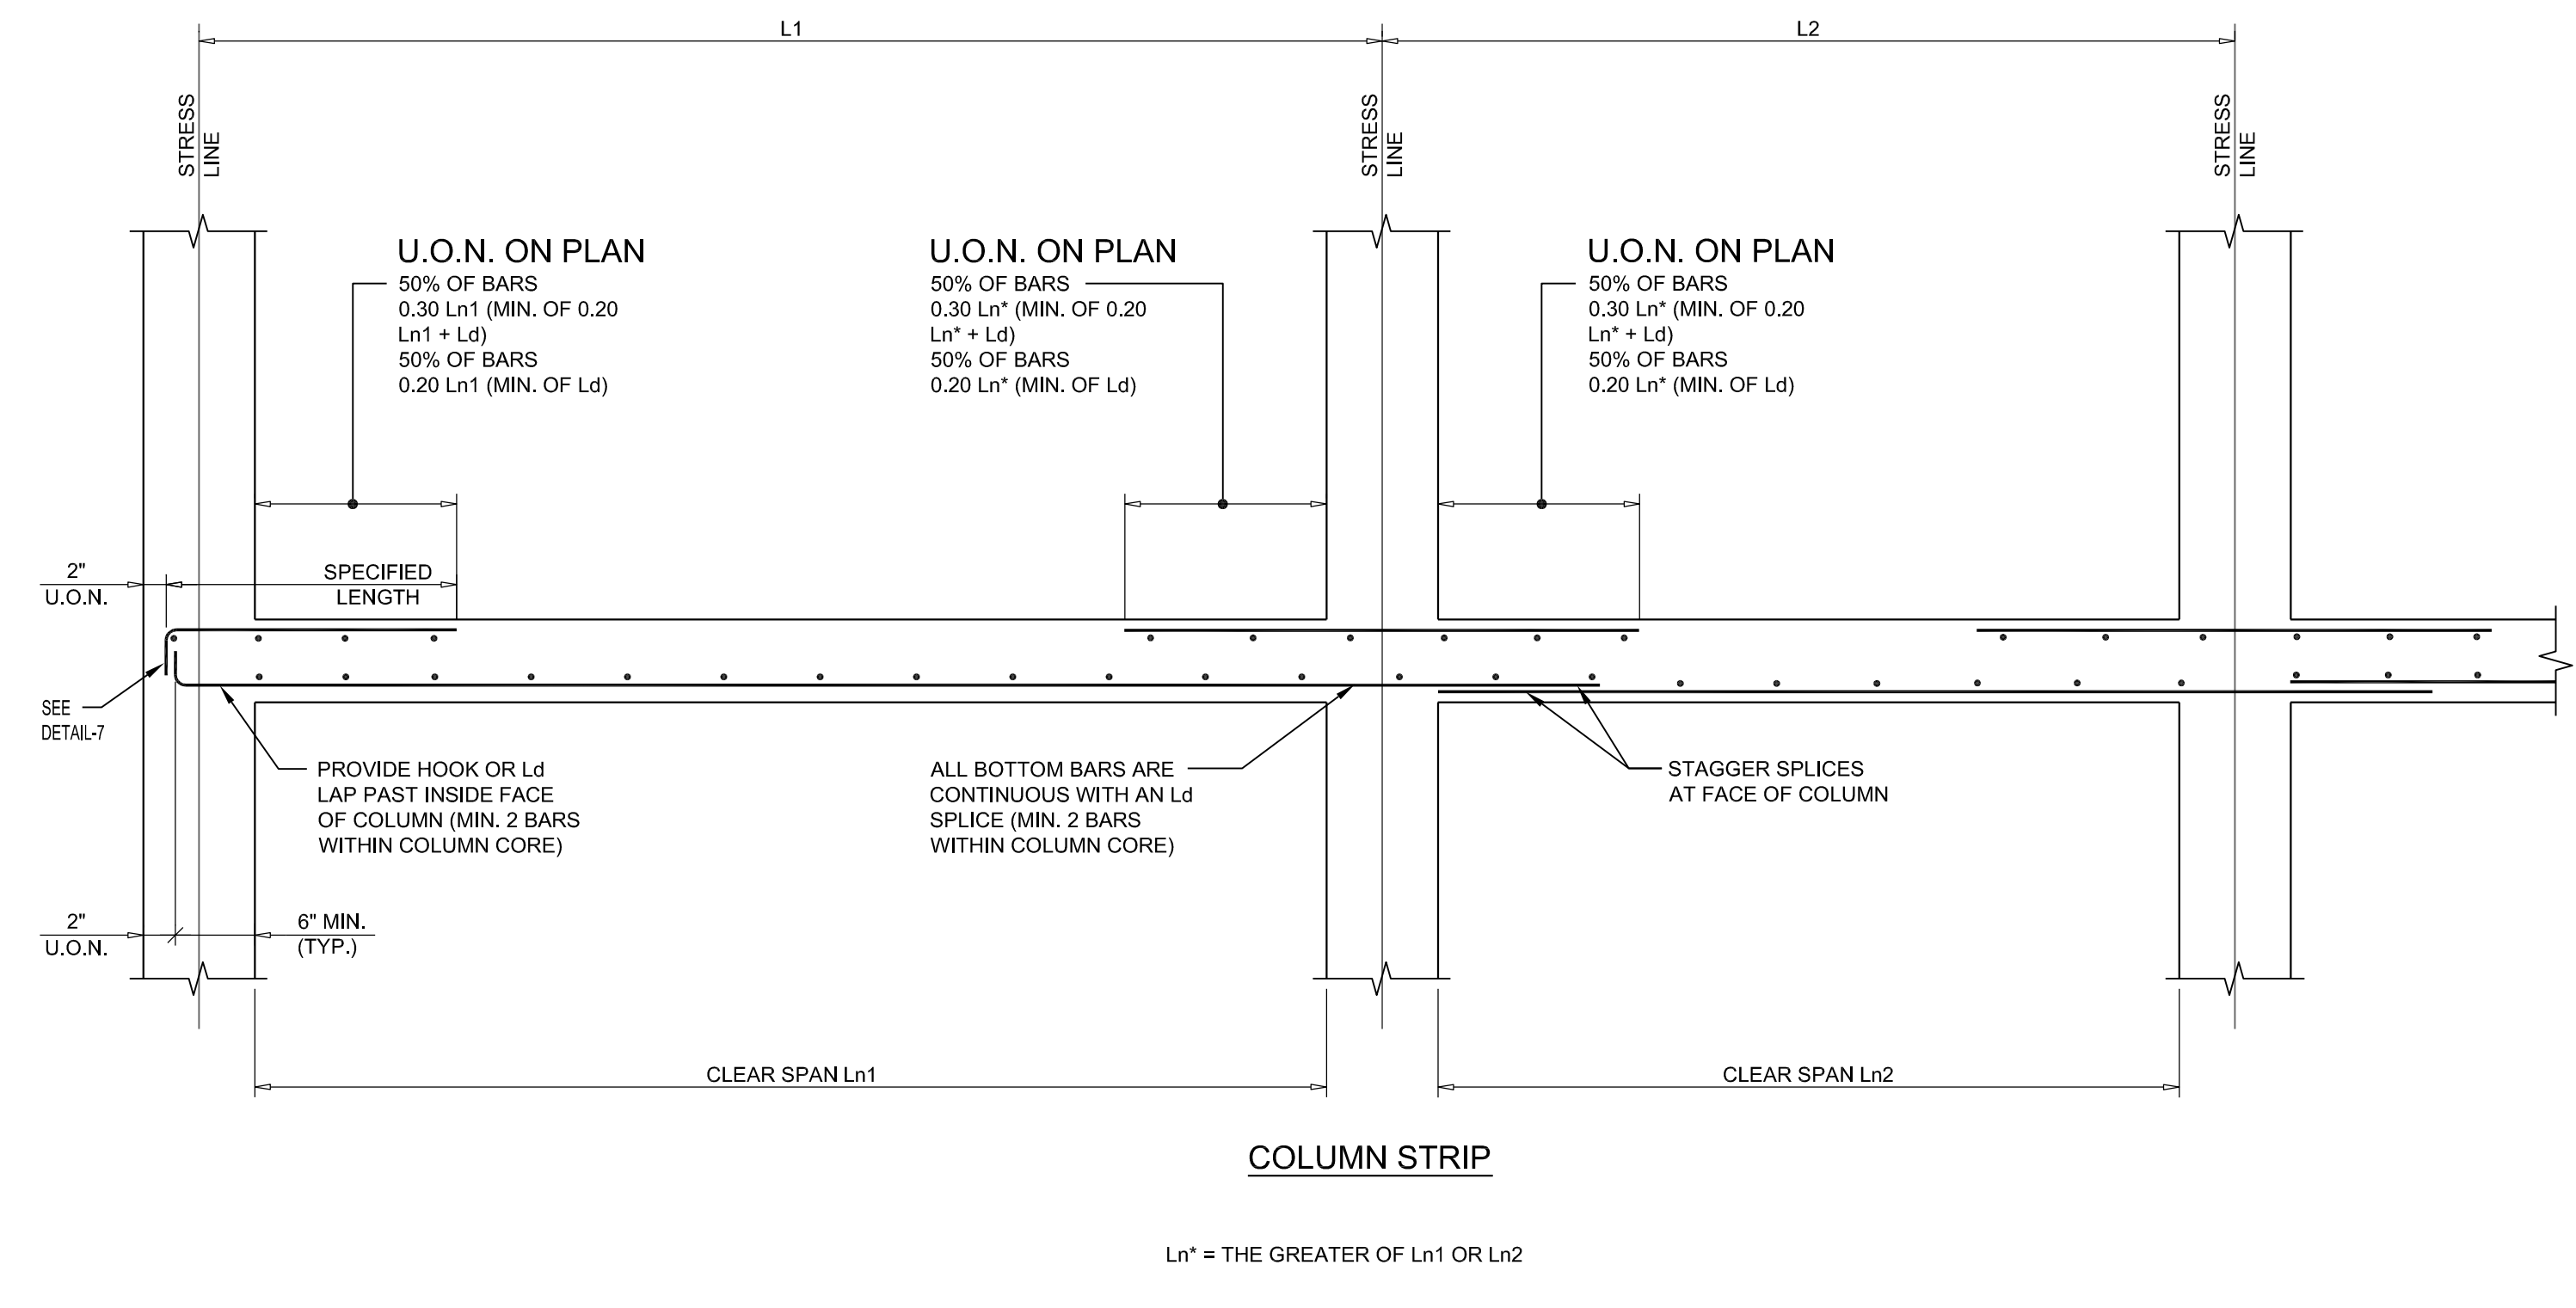 L1
L2
STRESS
LINE
STRESS
LINE
STRESS
LINE
U.O.N. ON PLAN
50% OF BARS
0.30 Ln1 (MIN. OF 0.20
Ln1 + Ld)
50% OF BARS
0.20 Ln1 (MIN. OF Ld)
U.O.N. ON PLAN
50% OF BARS
0.30 Ln* (MIN. OF 0.20
Ln* + Ld)
50% OF BARS
0.20 Ln* (MIN. OF Ld)
U.O.N. ON PLAN
50% OF BARS
0.30 Ln* (MIN. OF 0.20
Ln* + Ld)
50% OF BARS
0.20 Ln* (MIN. OF Ld)
2"
U.O.N.
SPECIFIED
LENGTH
SEE
DETAIL-7
PROVIDE HOOK OR Ld
LAP PAST INSIDE FACE
OF COLUMN (MIN. 2 BARS
WITHIN COLUMN CORE)
ALL BOTTOM BARS ARE
CONTINUOUS WITH AN Ld
SPLICE (MIN. 2 BARS
WITHIN COLUMN CORE)
STAGGER SPLICES
AT FACE OF COLUMN
2"
U.O.N.
6" MIN.
(TYP.)
CLEAR SPAN Ln1
CLEAR SPAN Ln2
COLUMN STRIP
Ln* = THE GREATER OF Ln1 OR Ln2